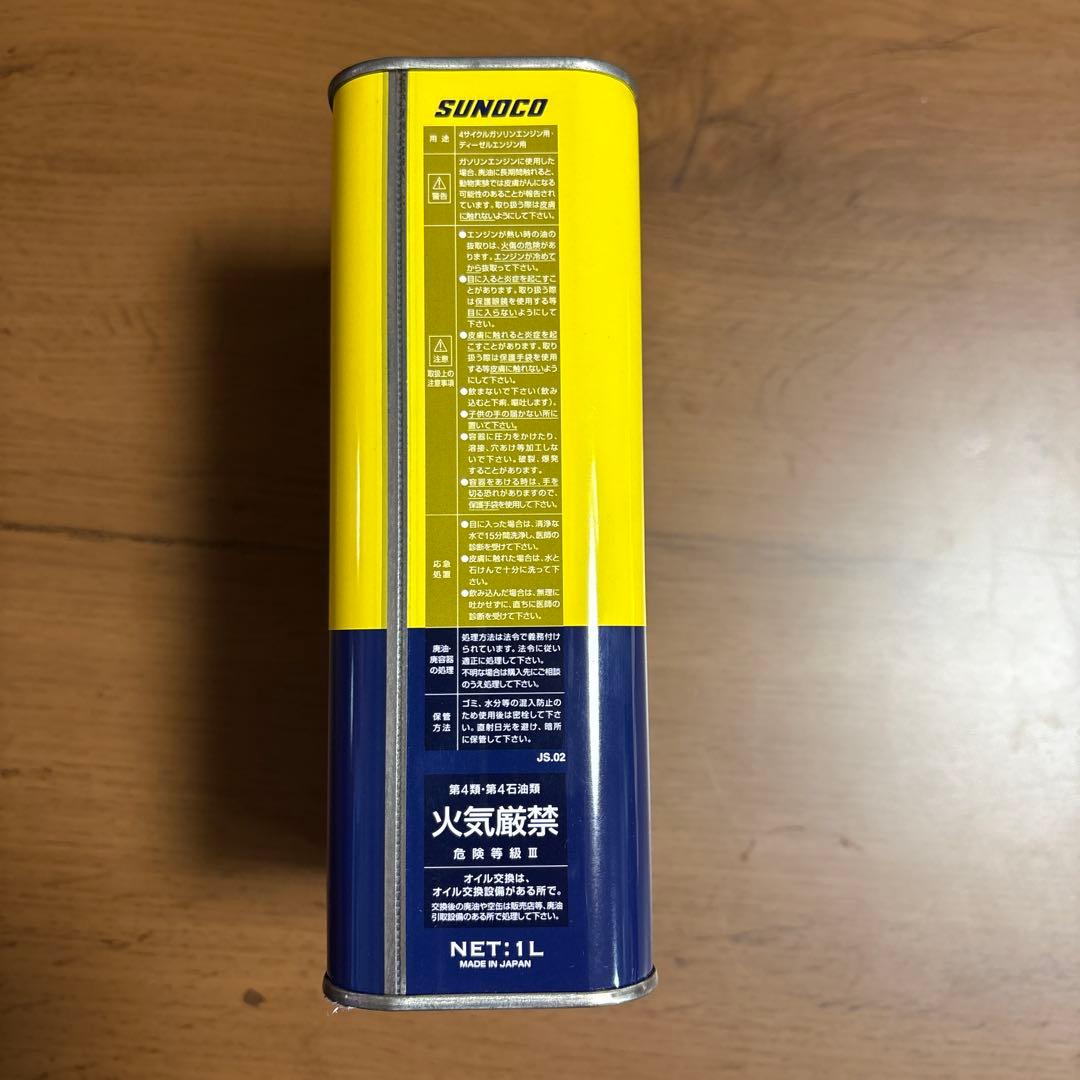 SUNOCO
用途
4サイクルガソリンエンジン用・
ディーゼルエンジン用
警告
ガソリンエンジンに使用した
場合、廃油に長期間触れると、
動物実験では皮膚がんになる
可能性のあることが報告され
ています。取り扱う際は皮膚
に触れないようにして下さい。
注意
取扱上の
注意事項
●エンジンが熱い時の油の
抜取りは、火傷の危険があ
ります。エンジンが冷めて
から抜取って下さい。
●目に入ると炎症を起こすこ
とがあります。取り扱う際
は保護眼鏡を使用する等
目に入らないようにして
下さい。
●皮膚に触れると炎症を起
こすことがあります。取り
扱う際は保護手袋を使用
する等皮膚に触れないよう
にして下さい。
●飲まないで下さい(飲み
込むと下痢、嘔吐します)。
●子供の手の届かない所に
置いて下さい。
●容器に圧力をかけたり、
溶接、穴あけ等加工しな
いで下さい。破裂、爆発
することがあります。
●容器をあける時は、手を
切る恐れがありますので、
保護手袋を使用して下さい。
応急
処置
●目に入った場合は、清浄な
水で15分間洗浄し、医師の
診断を受けて下さい。
●皮膚に触れた場合は、水と
石けんで十分に洗って下
さい。
●飲み込んだ場合は、無理に
吐かせずに、直ちに医師の
診断を受けて下さい。
廃油・
廃容器
の処理
処理方法は法令で義務付け
られています。法令に従い
適正に処理して下さい。
不明な場合は購入先にご相談
のうえ処理して下さい。
保管
方法
ゴミ、水分等の混入防止の
ため使用後は密栓して下さ
い。直射日光を避け、暗所
に保管して下さい。
JS.02
第4類・第4石油類
火気厳禁
危険等級Ⅲ
オイル交換は、
オイル交換設備がある所で。
交換後の廃油や空缶は販売店等、廃油
引取設備のある所で処理して下さい。
NET:1L
MADE IN JAPAN